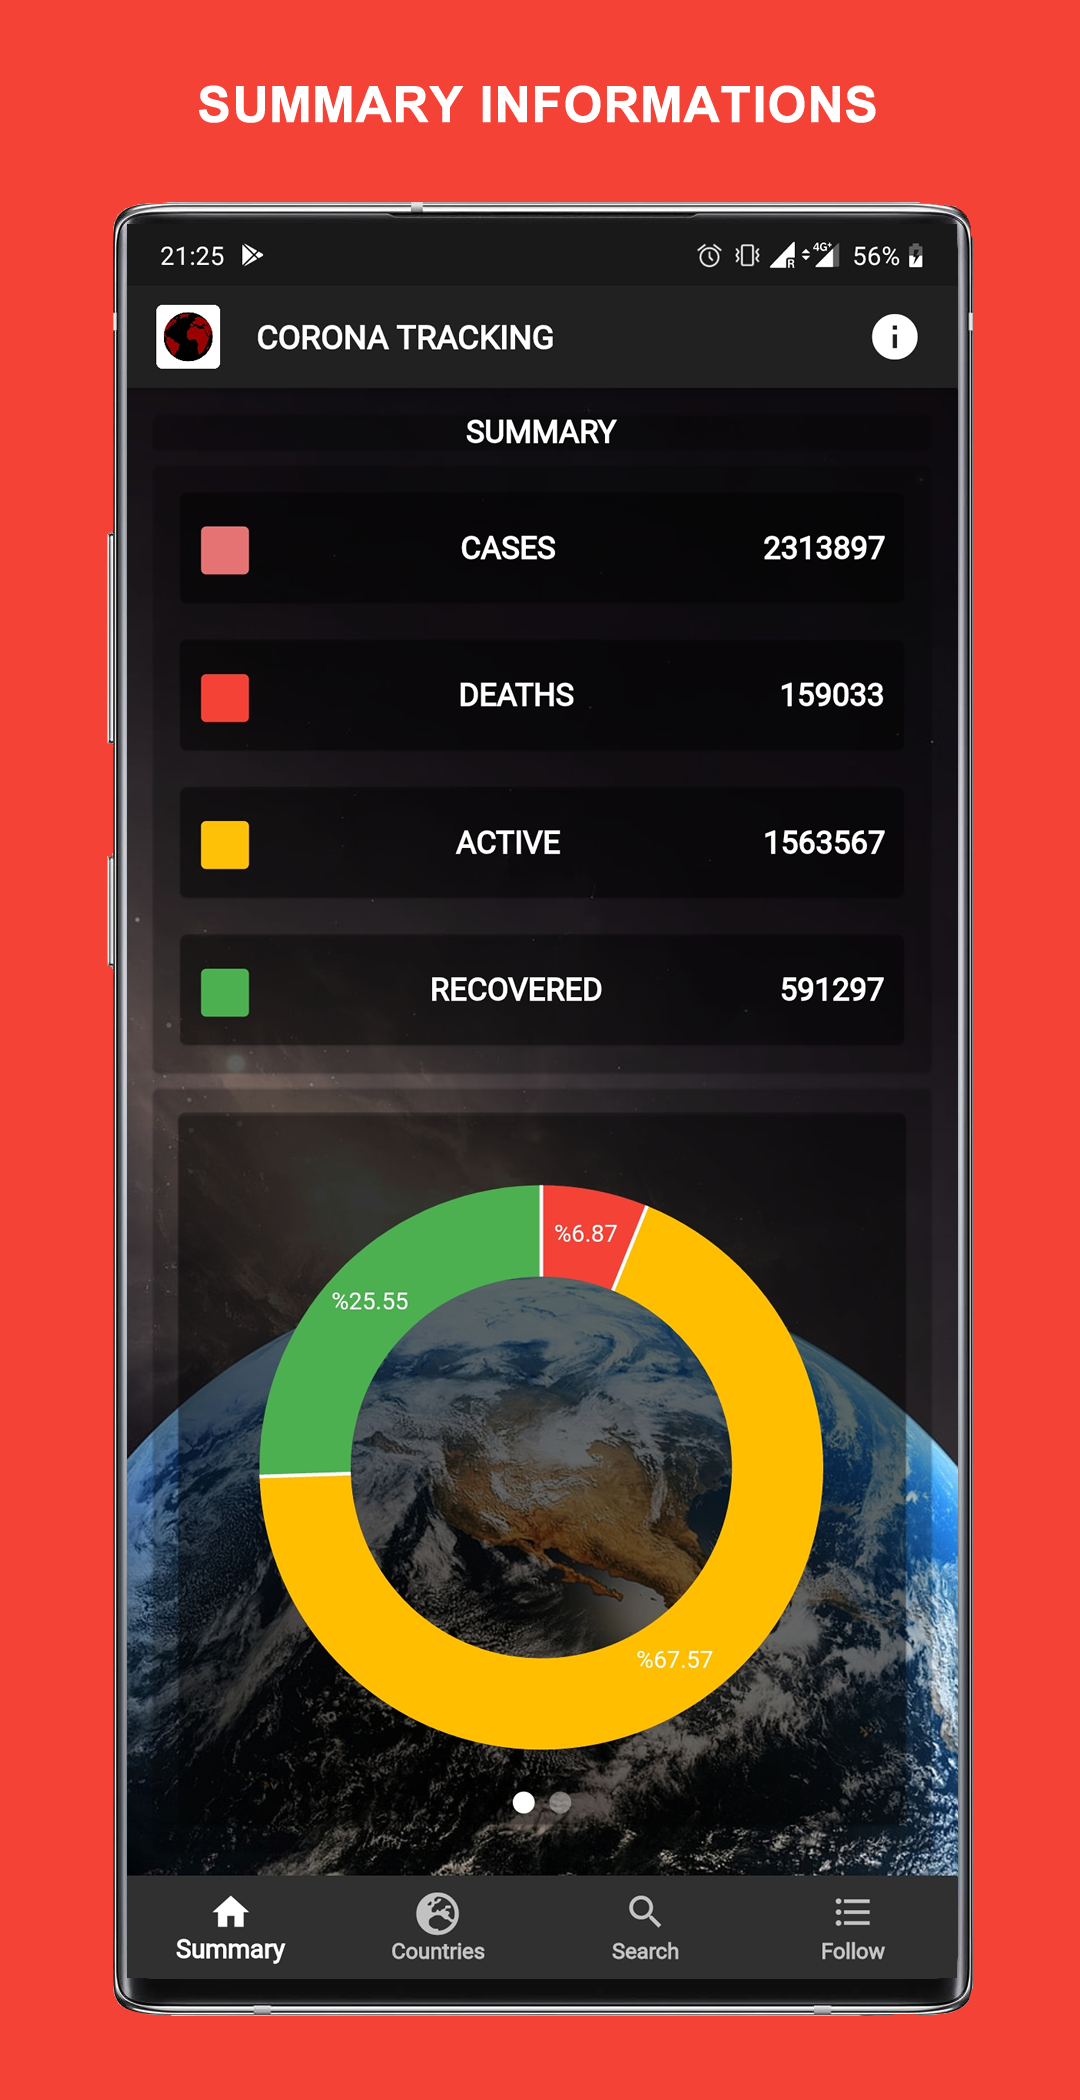 SUMMARY INFORMATIONS
21:25 R 4G+ 56%
CORONA TRACKING i
SUMMARY
CASES 2313897
DEATHS 159033
ACTIVE 1563567
RECOVERED 591297
%6.87
%25.55
%67.57
Summary Countries Search Follow